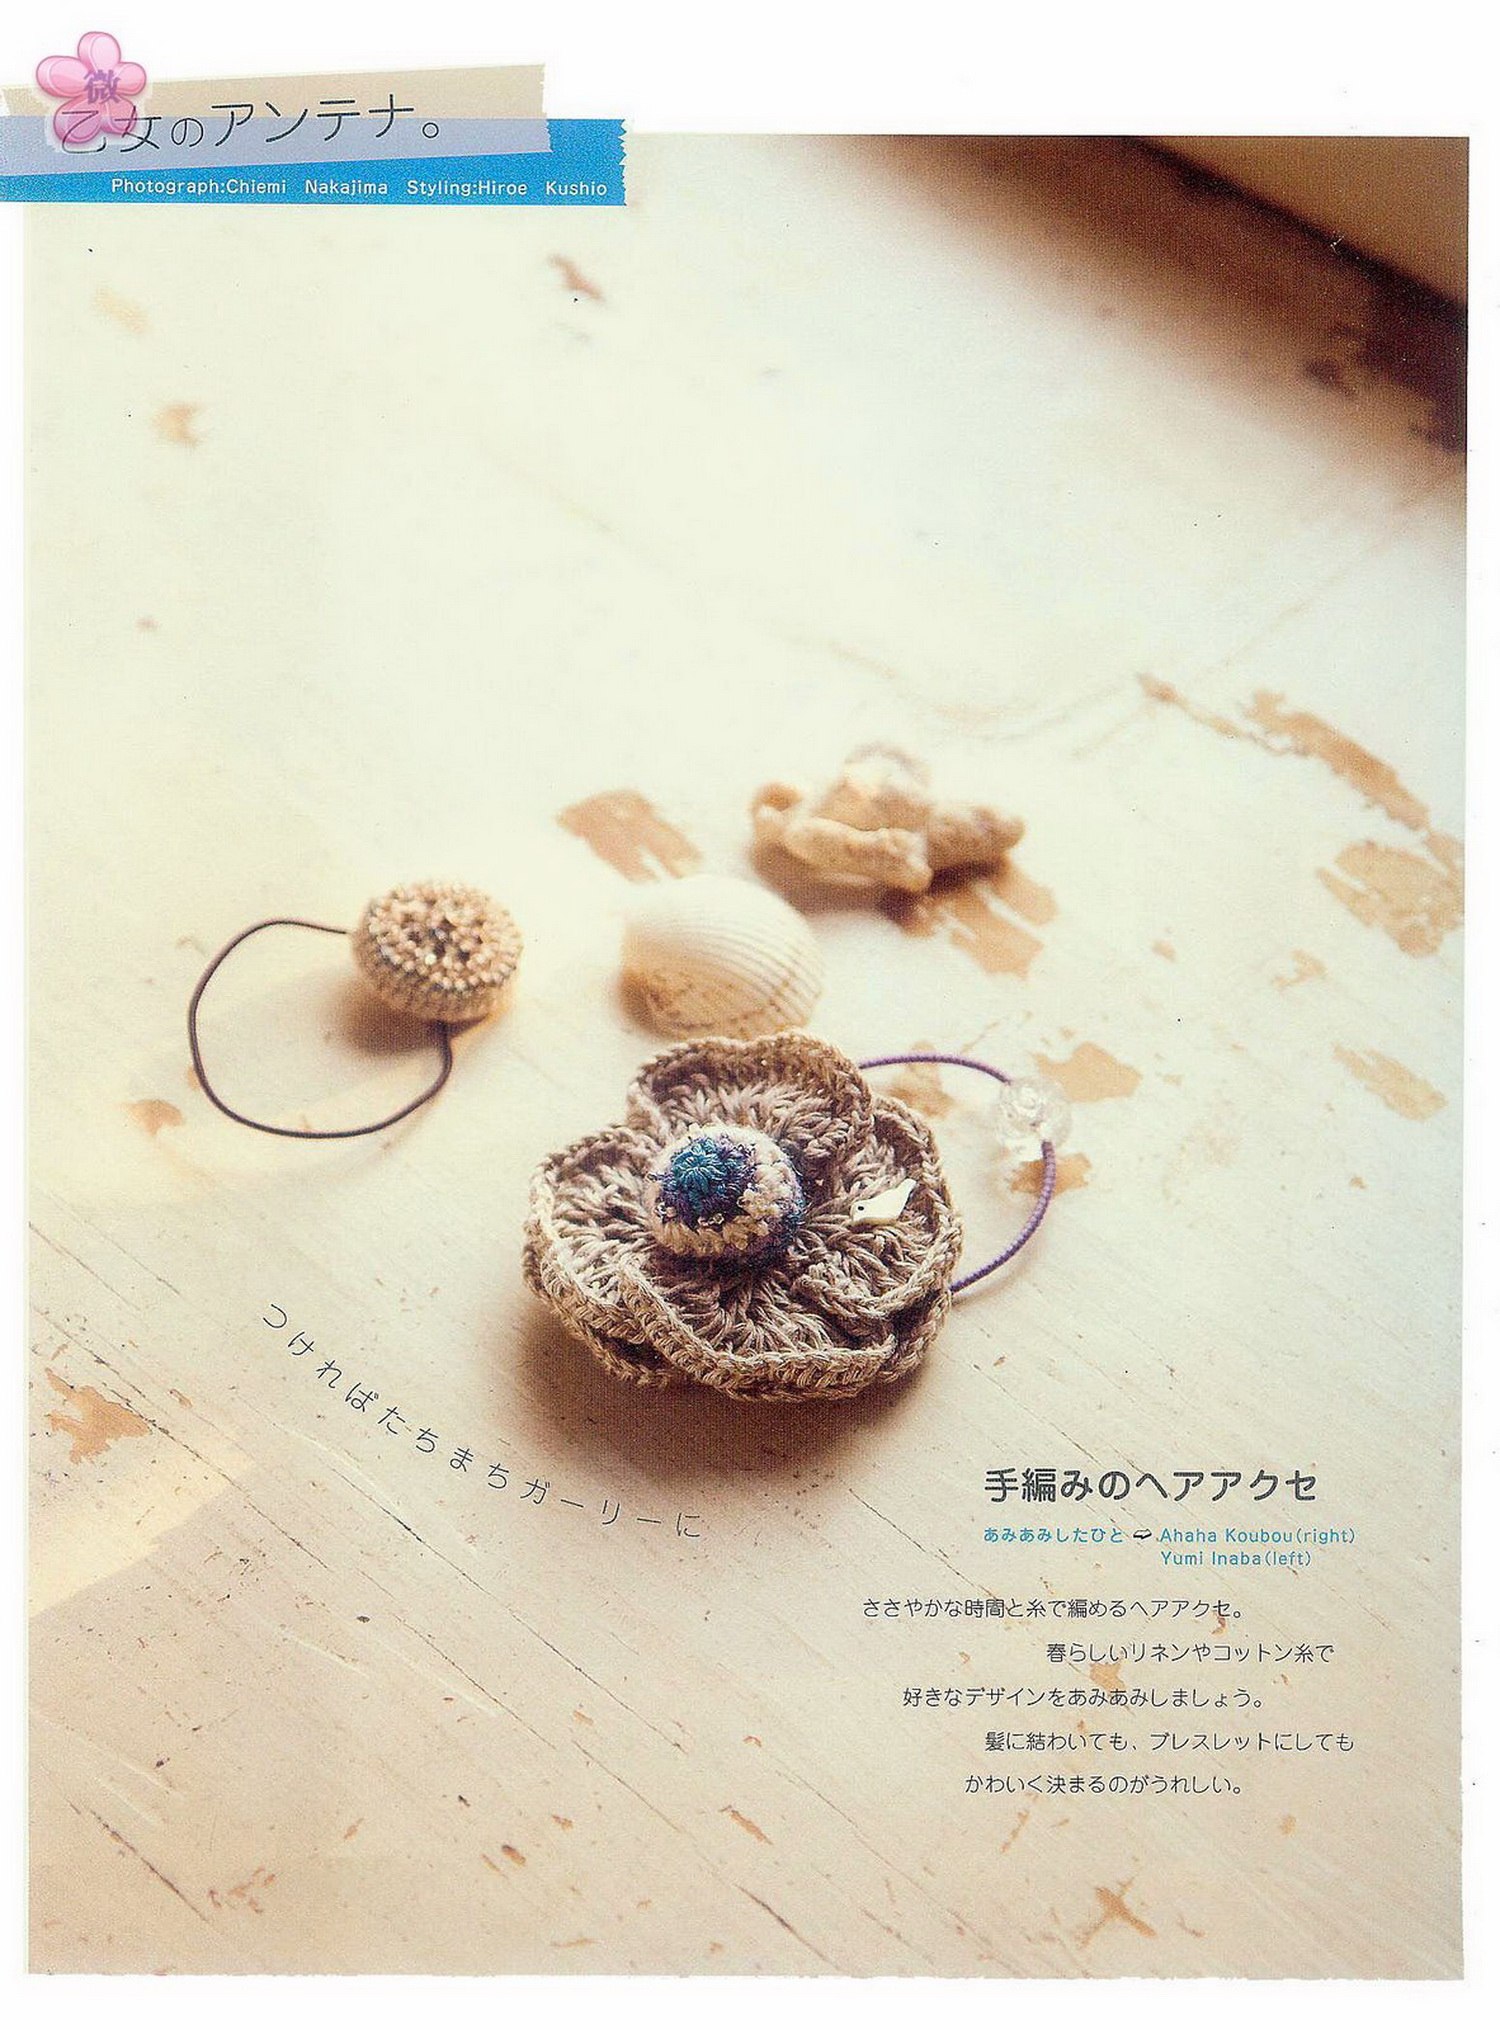 微
乙女のアンテナ。
Photograph:Chiemi Nakajima Styling:Hiroe Kushio
つければたちまちガーリーに
手編みのヘアアクセ
あみあみしたひと ➩ Ahaha Koubou(right)
Yumi Inaba(left)
ささやかな時間と糸で編めるヘアアクセ。
春らしいリネンやコットン糸で
好きなデザインをあみあみしましょう。
髪に結わいても、ブレスレットにしても
かわいく決まるのがうれしい。